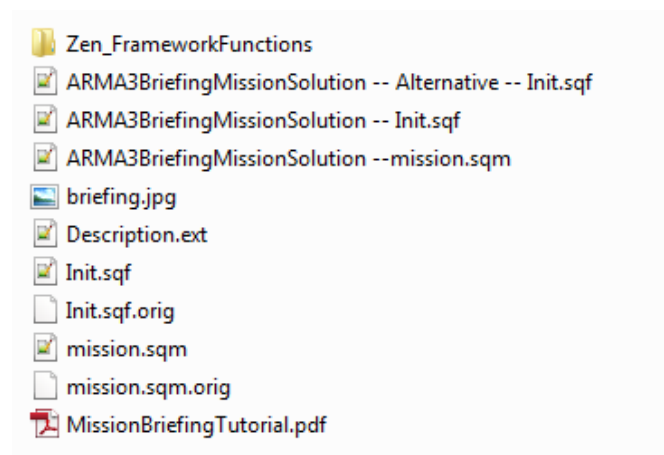 Zen_FrameworkFunctions
ARMA3BriefingMissionSolution -- Alternative -- Init.sqf
ARMA3BriefingMissionSolution -- Init.sqf
ARMA3BriefingMissionSolution --mission.sqm
briefing.jpg
Description.ext
Init.sqf
Init.sqf.orig
mission.sqm
mission.sqm.orig
MissionBriefingTutorial.pdf